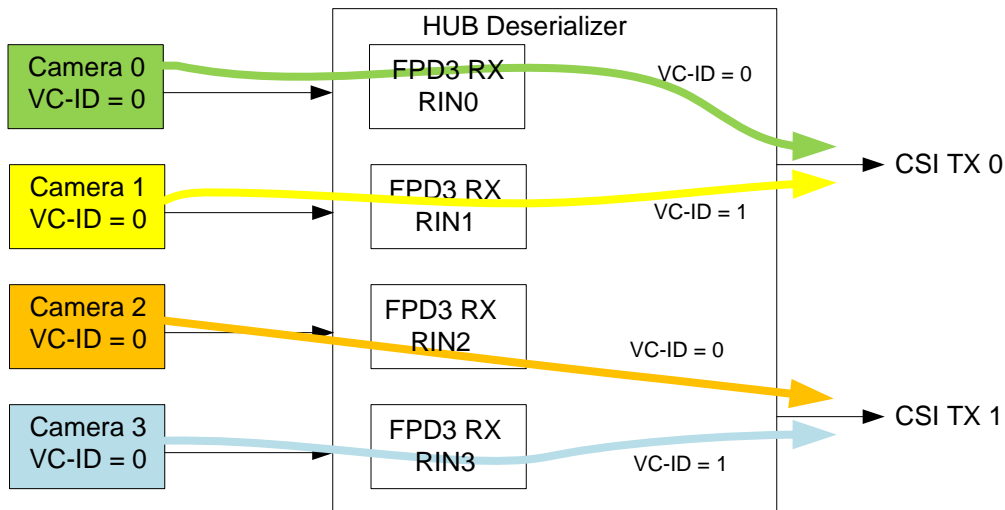 HUB Deserializer
Camera 0
VC-ID = 0
FPD3 RX
RIN0
VC-ID = 0
CSI TX 0
Camera 1
VC-ID = 0
FPD3 RX
RIN1
VC-ID = 1
Camera 2
VC-ID = 0
FPD3 RX
RIN2
VC-ID = 0
CSI TX 1
Camera 3
VC-ID = 0
FPD3 RX
RIN3
VC-ID = 1